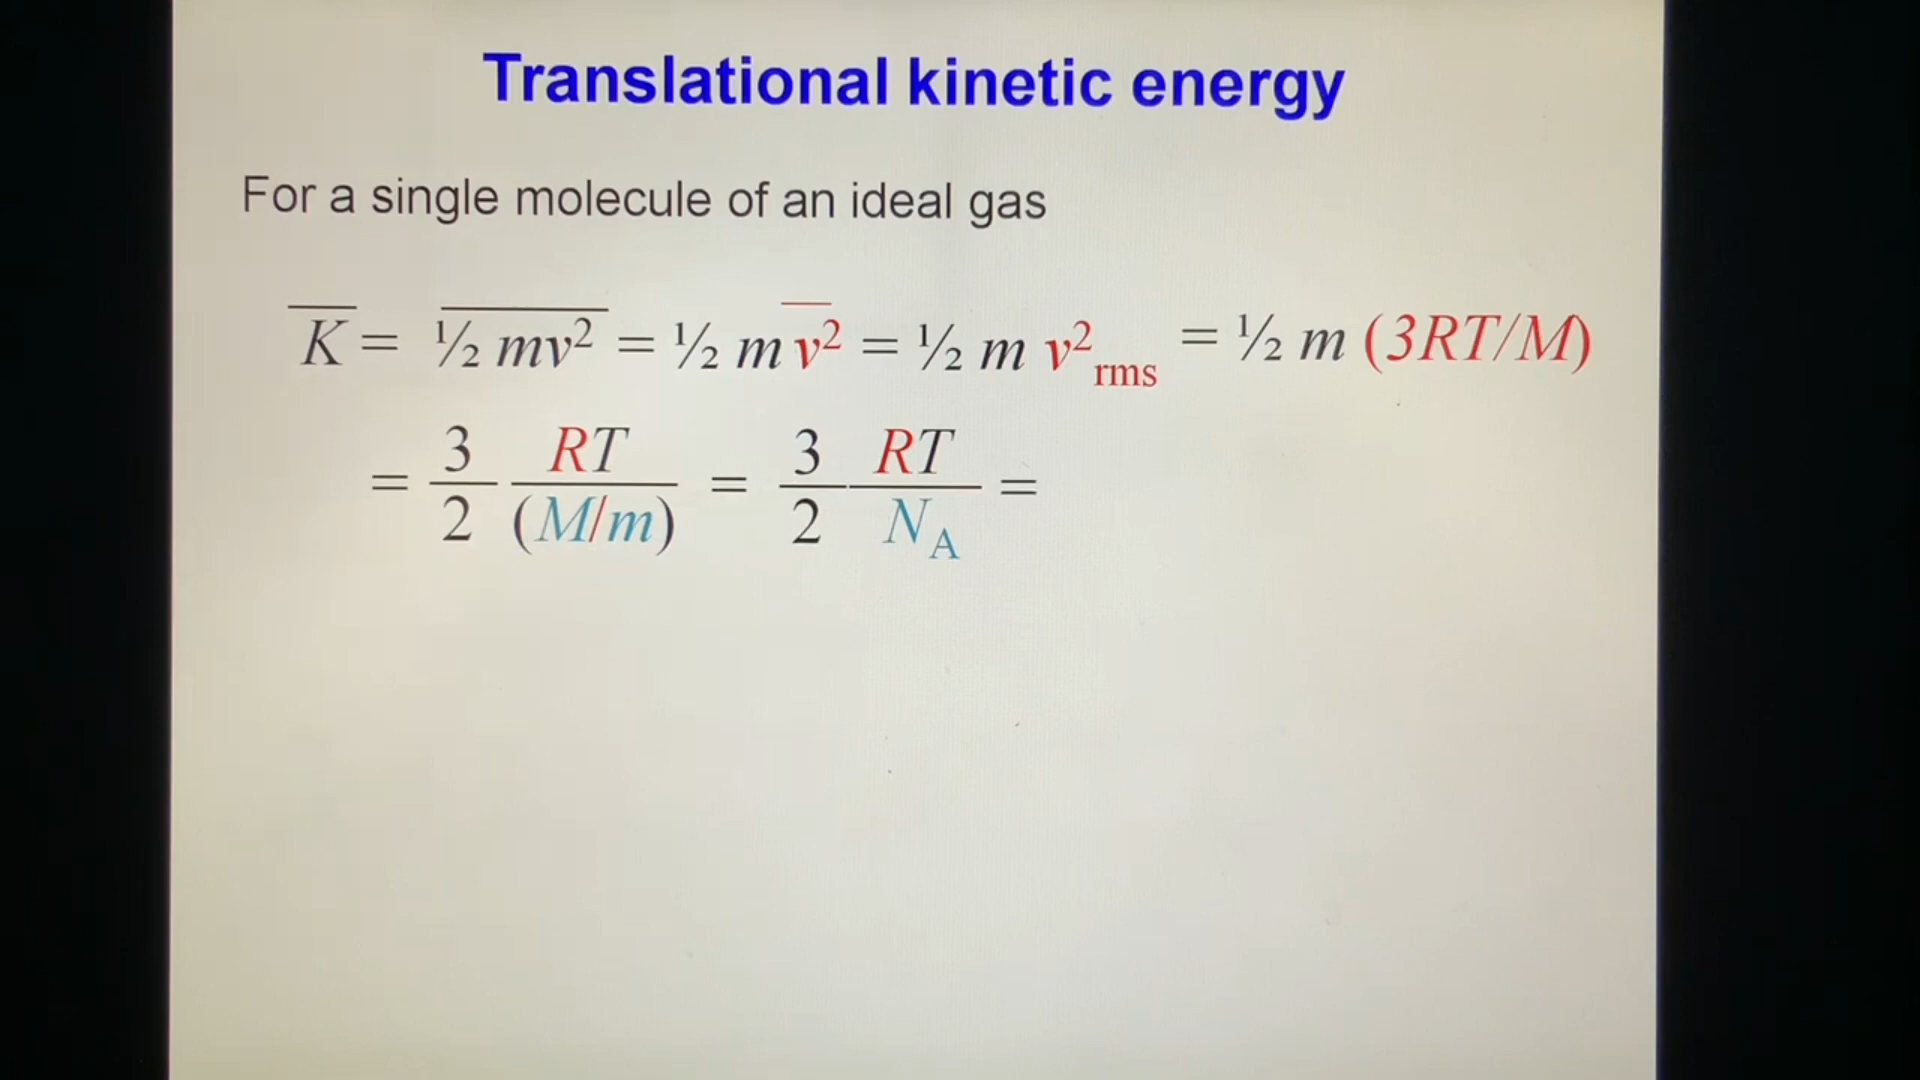 Translational kinetic energy
For a single molecule of an ideal gas
K̅ = ½ mv² = ½ m v² = ½ m v²rms = ½ m (3RT/M)
= 3/2 RT/(M/m) = 3/2 RT/NA =